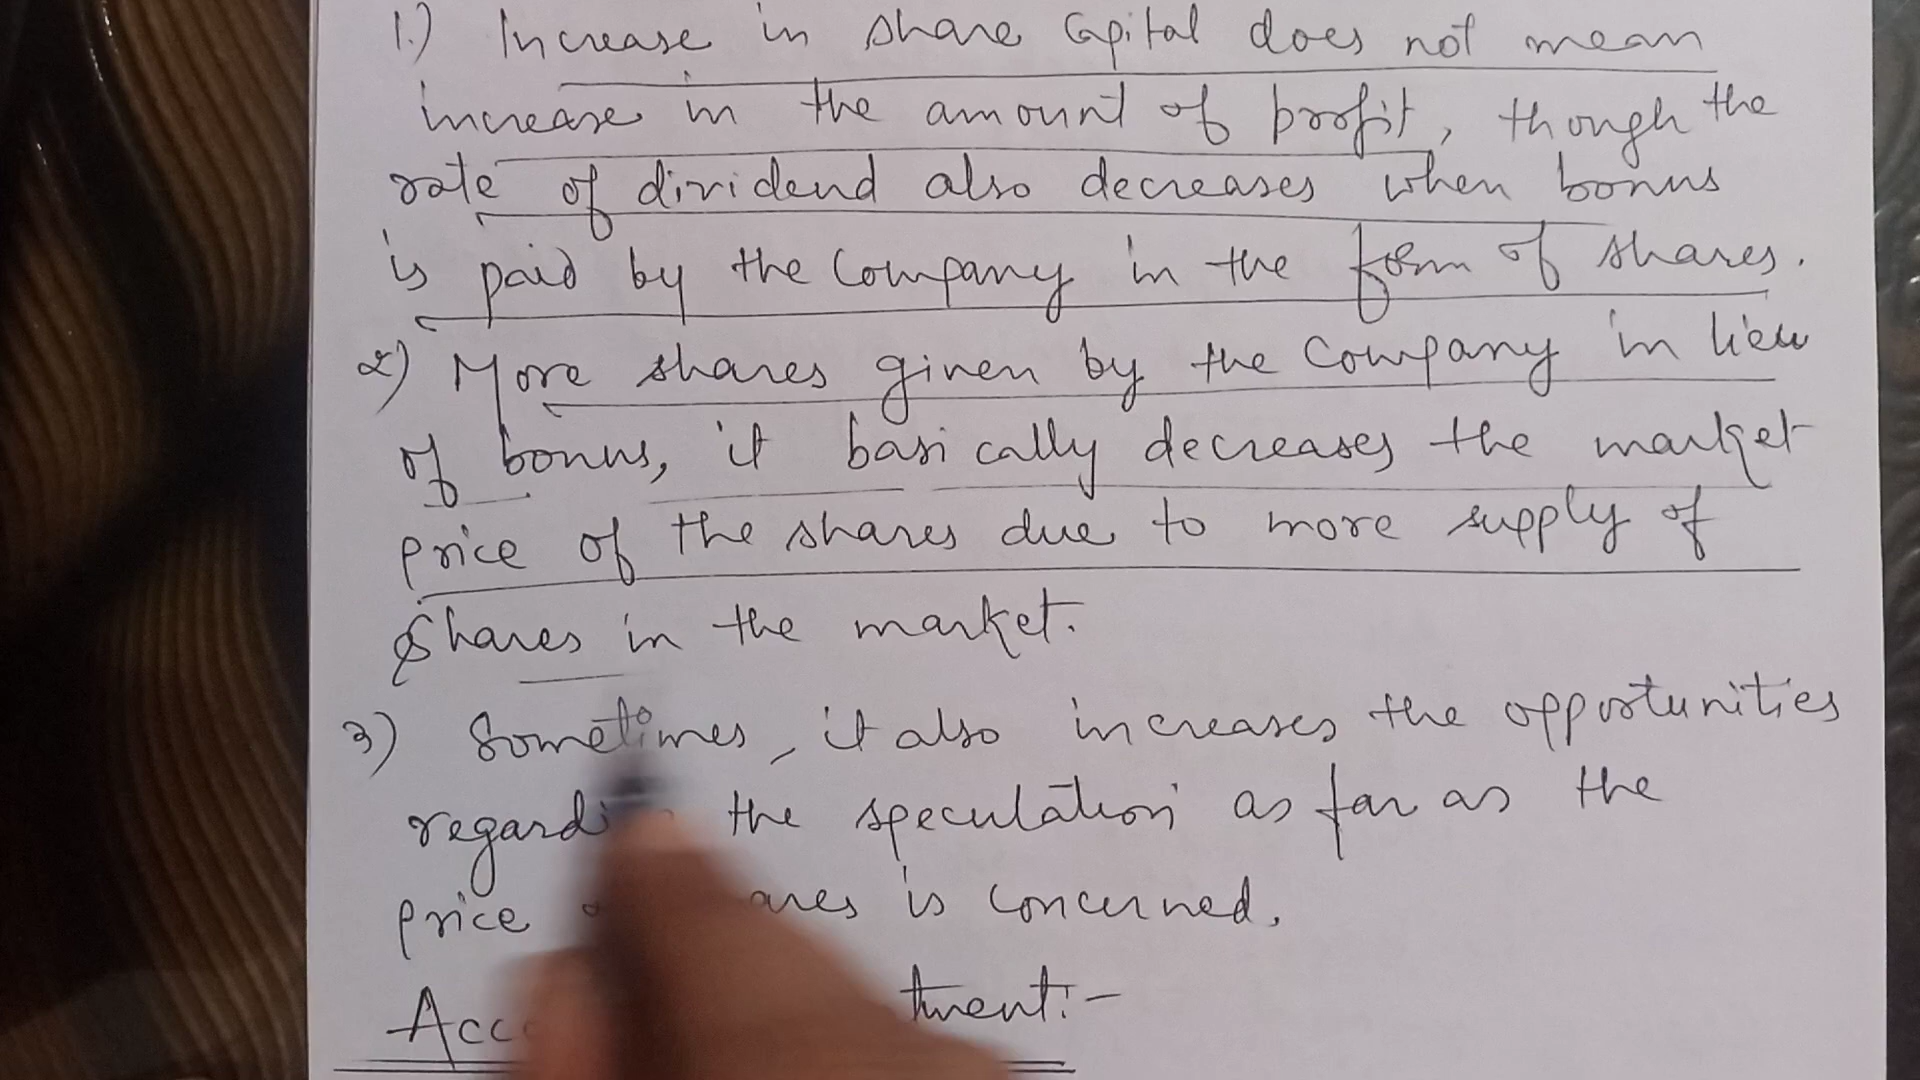 1.) Increase in share Capital does not mean
increase in the amount of profit, though the
rate of dividend also decreases when bonus
is paid by the Company in the form of shares.
2) More shares given by the Company in lieu
of bonus, it basically decreases the market
price of the shares due to more supply of
Shares in the market.
3) Sometimes, it also increases the opportunities
the speculation as far as the
price is concerned.